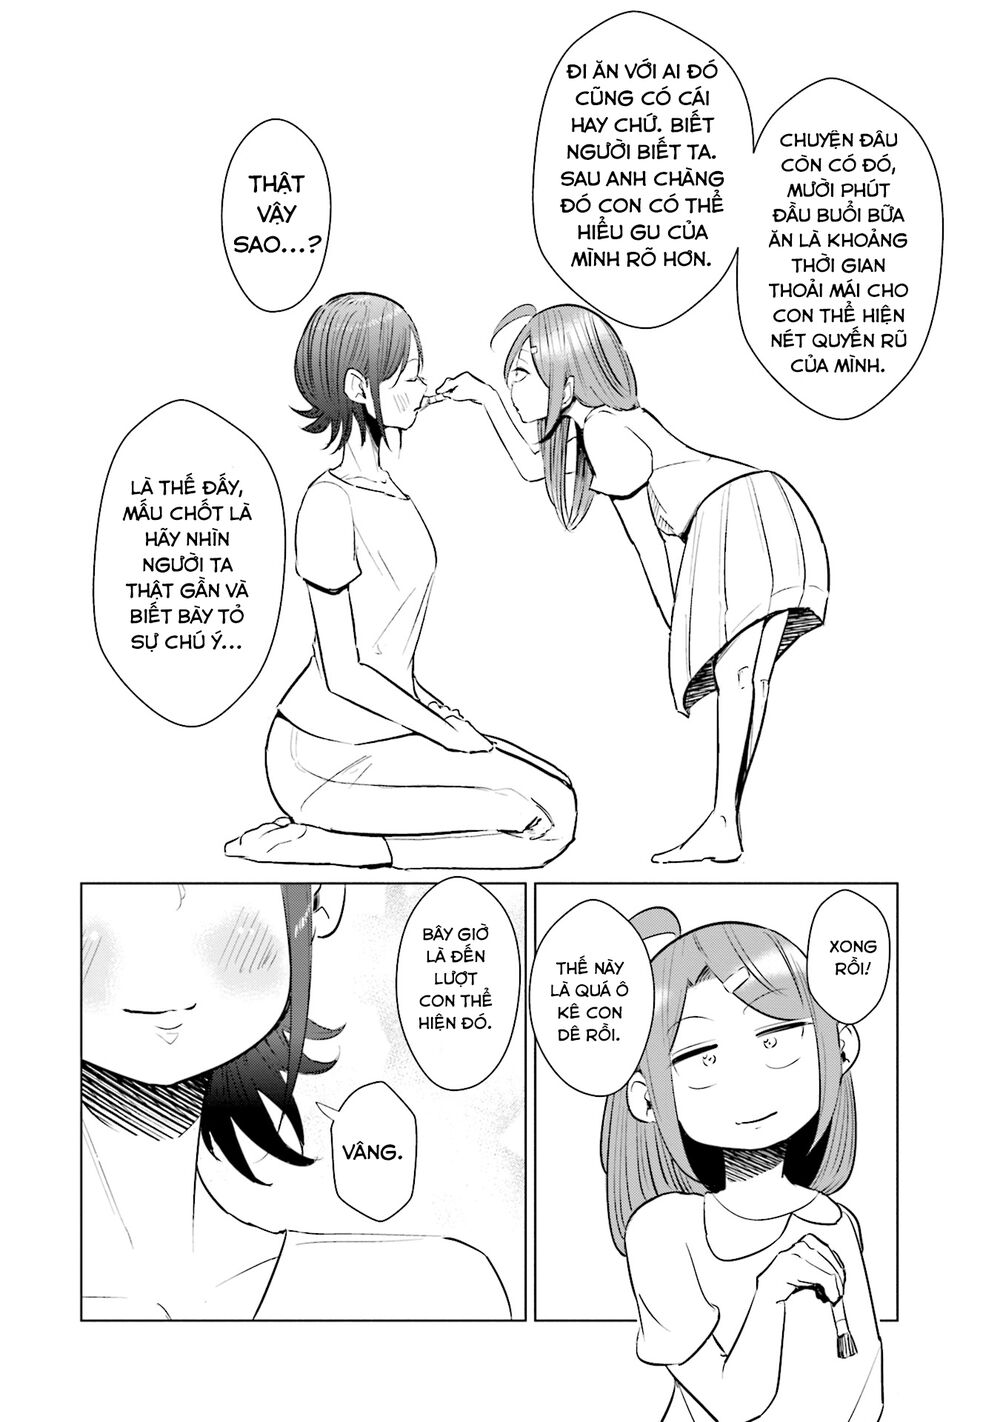 CHUYỆN ĐÂU
CÒN CÓ ĐÓ,
MƯỜI PHÚT
ĐẦU BUỔI BỮA
ĂN LÀ KHOẢNG
THỜI GIAN
THOẢI MÁI CHO
CON THỂ HIỆN
NÉT QUYẾN RŨ
CỦA MÌNH.
ĐI ĂN VỚI AI ĐÓ
CŨNG CÓ CÁI
HAY CHỨ. BIẾT
NGƯỜI BIẾT TA.
SAU ANH CHÀNG
ĐÓ CON CÓ THỂ
HIỂU GU CỦA
MÌNH RÕ HƠN.
THẬT
VẬY
SAO...?
LÀ THẾ ĐẤY,
MẤU CHỐT LÀ
HÃY NHÌN
NGƯỜI TA
THẬT GẦN VÀ
BIẾT BÀY TỎ
SỰ CHÚ Ý...
XONG
RỒI!
THẾ NÀY
LÀ QUÁ Ô
KÊ CON
DÊ RỒI.
BÂY GIỜ
LÀ ĐẾN
LƯỢT
CON THỂ
HIỆN ĐÓ.
VÂNG.